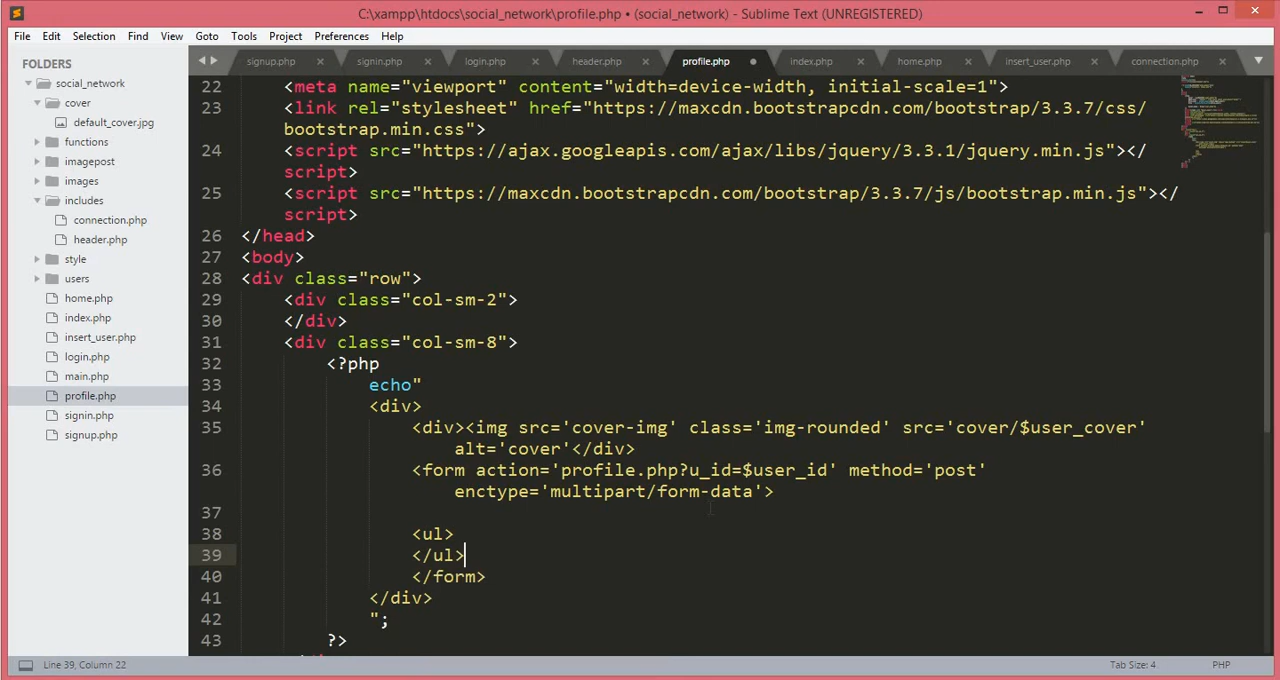 C:\xampp\htdocs\social_network\profile.php • (social_network) - Sublime Text (UNREGISTERED)
File Edit Selection Find View Goto Tools Project Preferences Help
FOLDERS
social_network
cover
default_cover.jpg
functions
imagepost
images
includes
connection.php
header.php
style
users
home.php
index.php
insert_user.php
login.php
main.php
profile.php
signin.php
signup.php
signup.php signin.php login.php header.php profile.php index.php home.php insert_user.php connection.php
22 <meta name="viewport" content="width=device-width, initial-scale=1">
23 <link rel="stylesheet" href="https://maxcdn.bootstrapcdn.com/bootstrap/3.3.7/css/
bootstrap.min.css">
24 <script src="https://ajax.googleapis.com/ajax/libs/jquery/3.3.1/jquery.min.js"></
script>
25 <script src="https://maxcdn.bootstrapcdn.com/bootstrap/3.3.7/js/bootstrap.min.js"></
script>
26 </head>
27 <body>
28 <div class="row">
29 <div class="col-sm-2">
30 </div>
31 <div class="col-sm-8">
32 <?php
33 echo"
34 <div>
35 <div><img src='cover-img' class='img-rounded' src='cover/$user_cover'
alt='cover'</div>
36 <form action='profile.php?u_id=$user_id' method='post'
enctype='multipart/form-data'>
37
38 <ul>
39 </ul>
40 </form>
41 </div>
42 ";
43 ?>
Line 39, Column 22
Tab Size: 4
PHP